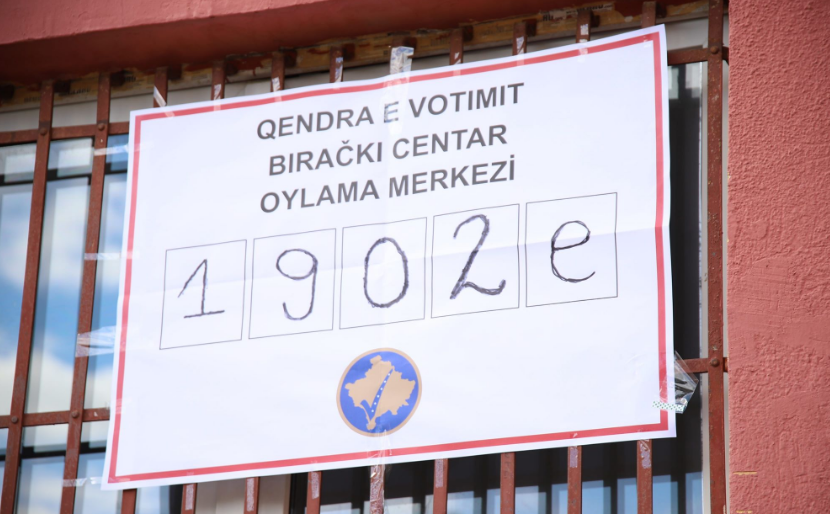 QENDRA E VOTIMIT
BIRAČKI CENTAR
OYLAMA MERKEZİ
1902e